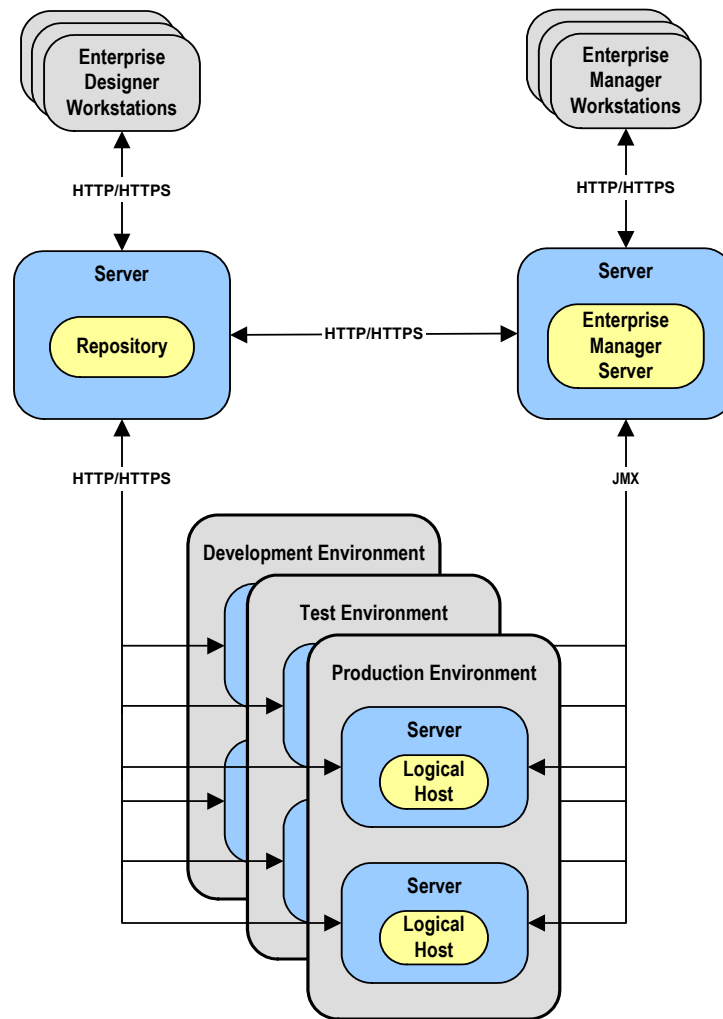 Enterprise
Designer
Workstations
Enterprise
Manager
Workstations
HTTP/HTTPS
HTTP/HTTPS
Server
Repository
HTTP/HTTPS
Server
Enterprise
Manager
Server
HTTP/HTTPS
JMX
Development Environment
Test Environment
Production Environment
Server
Logical
Host
Server
Logical
Host